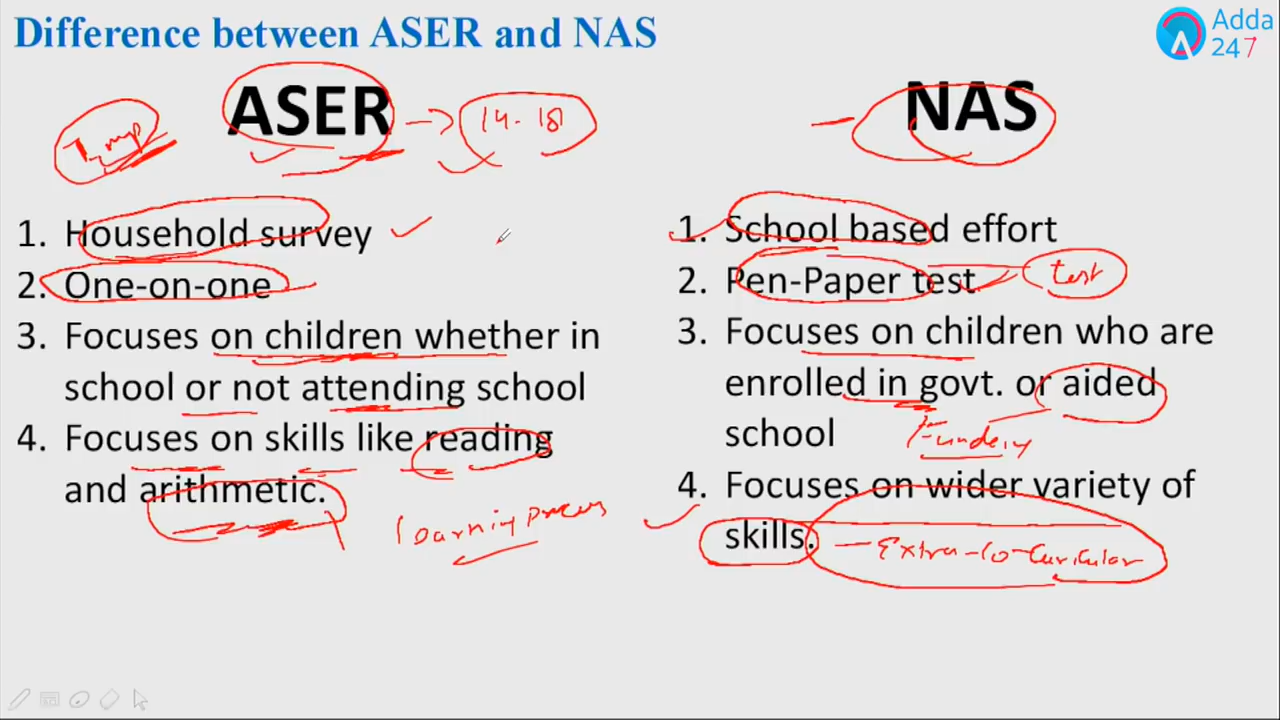 Difference between ASER and NAS
Adda
247
ASER
14-18
Imp
1. Household survey
2. One-on-one
3. Focuses on children whether in
school or not attending school
4. Focuses on skills like reading
and arithmetic.
learning process
NAS
1. School based effort
2. Pen-Paper test
test
3. Focuses on children who are
enrolled in govt. or aided
school
4. Focuses on wider variety of
skills.
- Extra-Co-Curicular